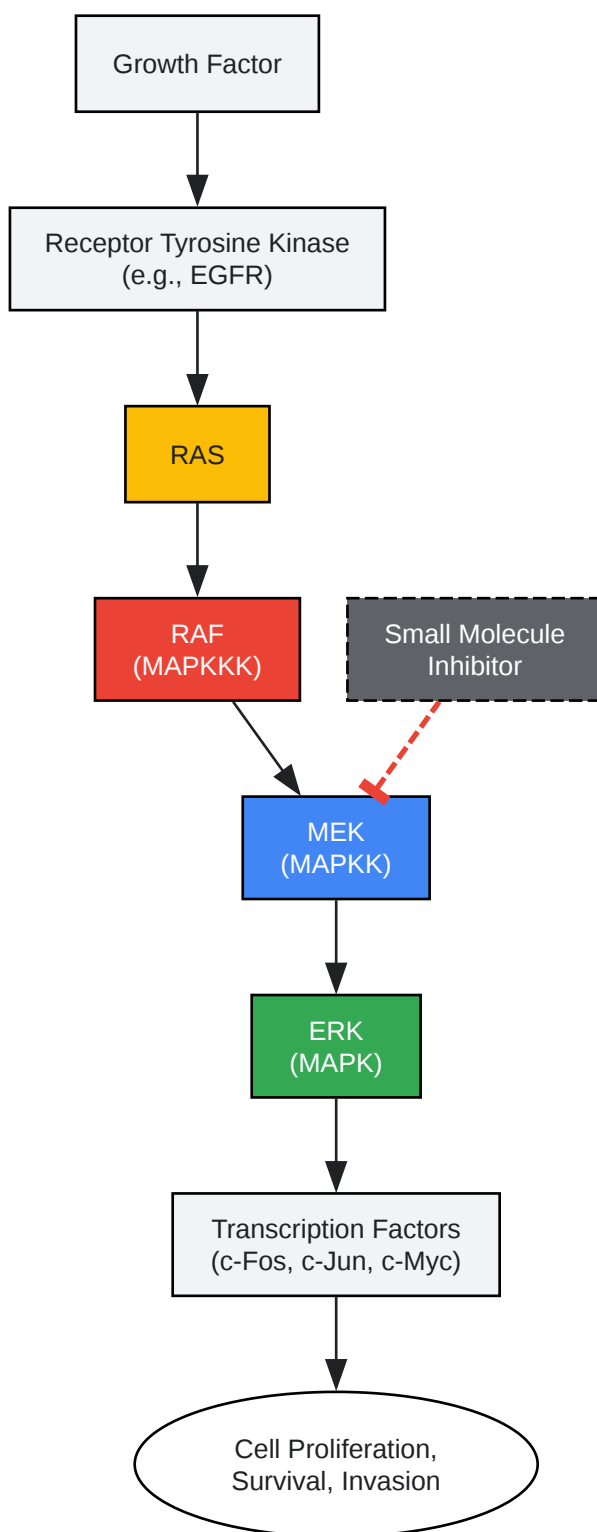 Growth Factor
Receptor Tyrosine Kinase
(e.g., EGFR)
RAS
RAF
(MAPKKK)
Small Molecule
Inhibitor
MEK
(MAPKK)
ERK
(MAPK)
Transcription Factors
(c-Fos, c-Jun, c-Myc)
Cell Proliferation,
Survival, Invasion